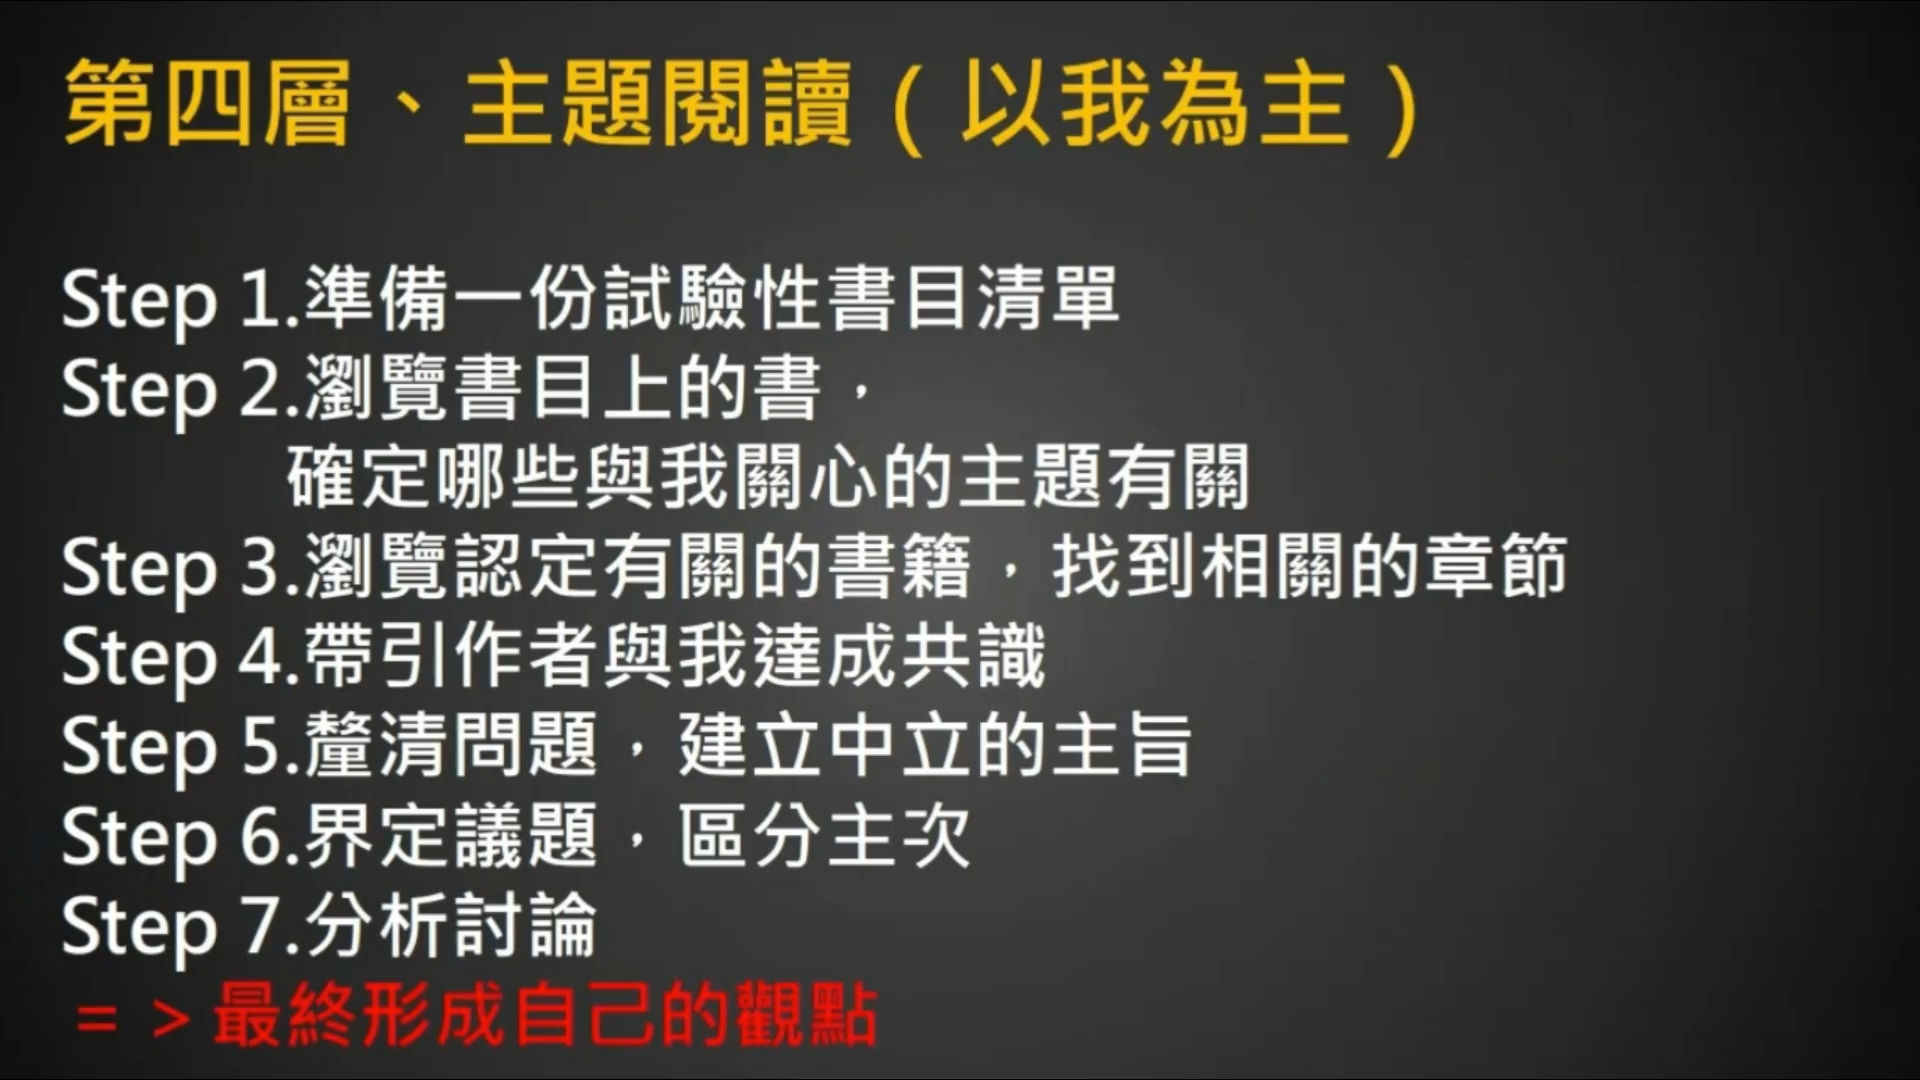 第四層、主題閱讀（以我為主）
Step 1.準備一份試驗性書目清單
Step 2.瀏覽書目上的書，
確定哪些與我關心的主題有關
Step 3.瀏覽認定有關的書籍，找到相關的章節
Step 4.帶引作者與我達成共識
Step 5.釐清問題，建立中立的主旨
Step 6.界定議題，區分主次
Step 7.分析討論
=>最終形成自己的觀點